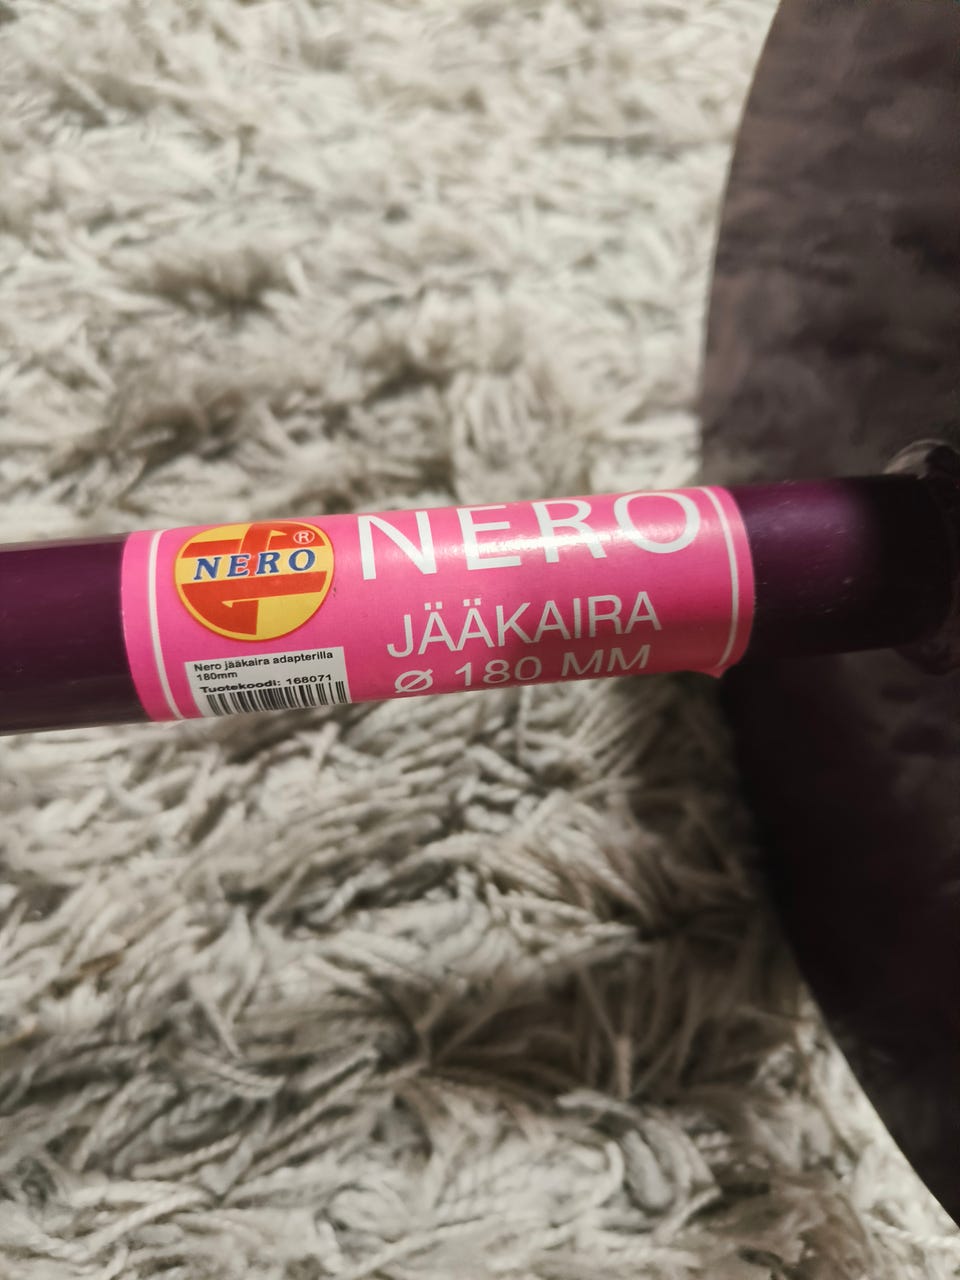 NERO®
NERO
JÄÄKAIRA
Ø 180 MM
Nero jääkaira adapterilla
180mm
Tuotekoodi: 168071